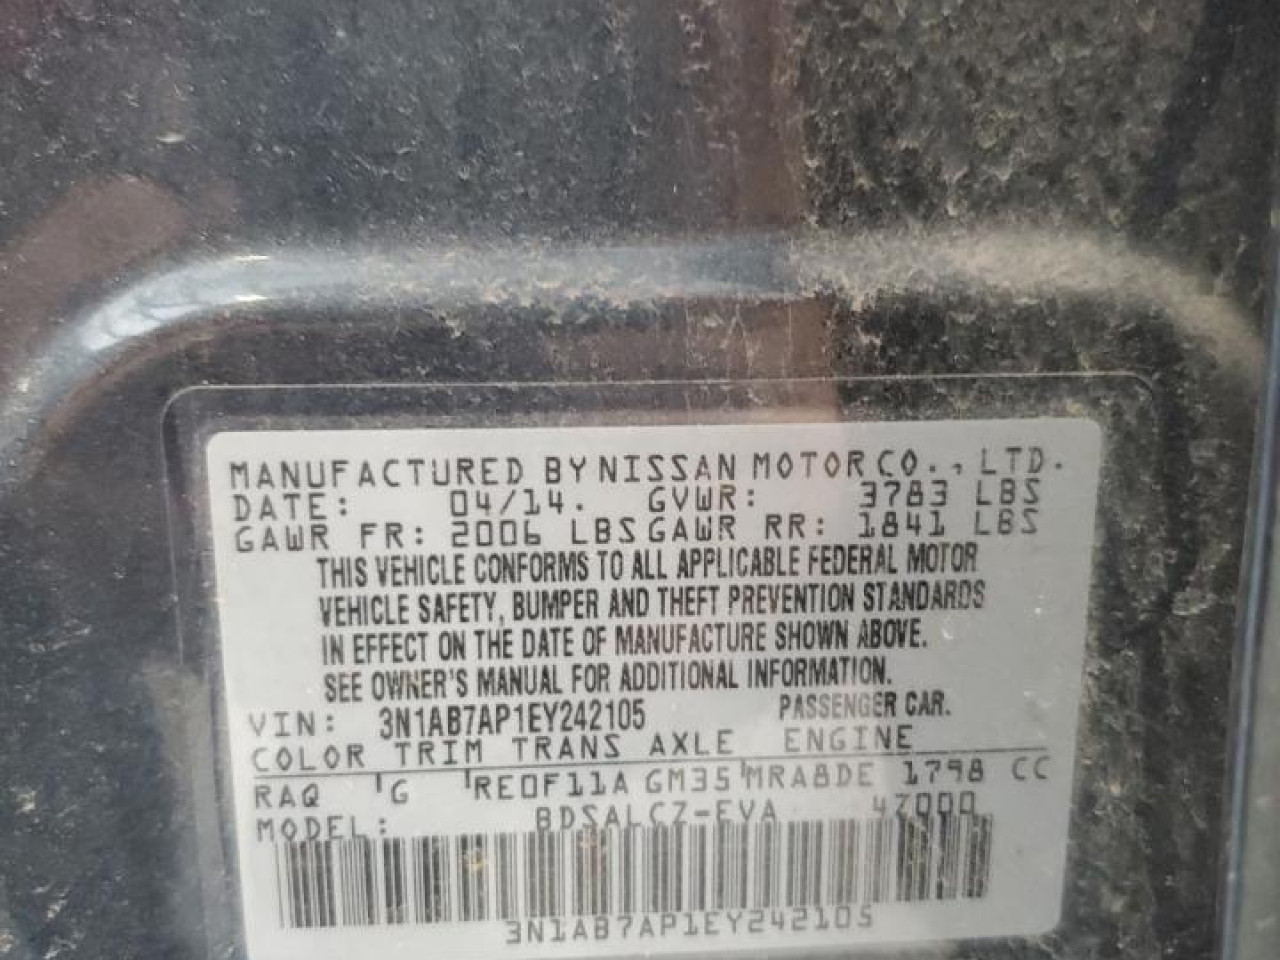 MANUFACTURED BY NISSAN MOTOR CO., LTD.
DATE: 04/14. GVWR: 3783 LBS
GAWR FR: 2006 LBS GAWR RR: 1841 LBS
THIS VEHICLE CONFORMS TO ALL APPLICABLE FEDERAL MOTOR
VEHICLE SAFETY, BUMPER AND THEFT PREVENTION STANDARDS
IN EFFECT ON THE DATE OF MANUFACTURE SHOWN ABOVE.
SEE OWNER'S MANUAL FOR ADDITIONAL INFORMATION.
VIN: 3N1AB7AP1EY242105 PASSENGER CAR.
COLOR TRIM TRANS AXLE ENGINE
RAQ G RE0F11A GM35 MRA8DE 1798 CC
MODEL: BDSALCZ-EVA
3N1AB7AP1EY242105